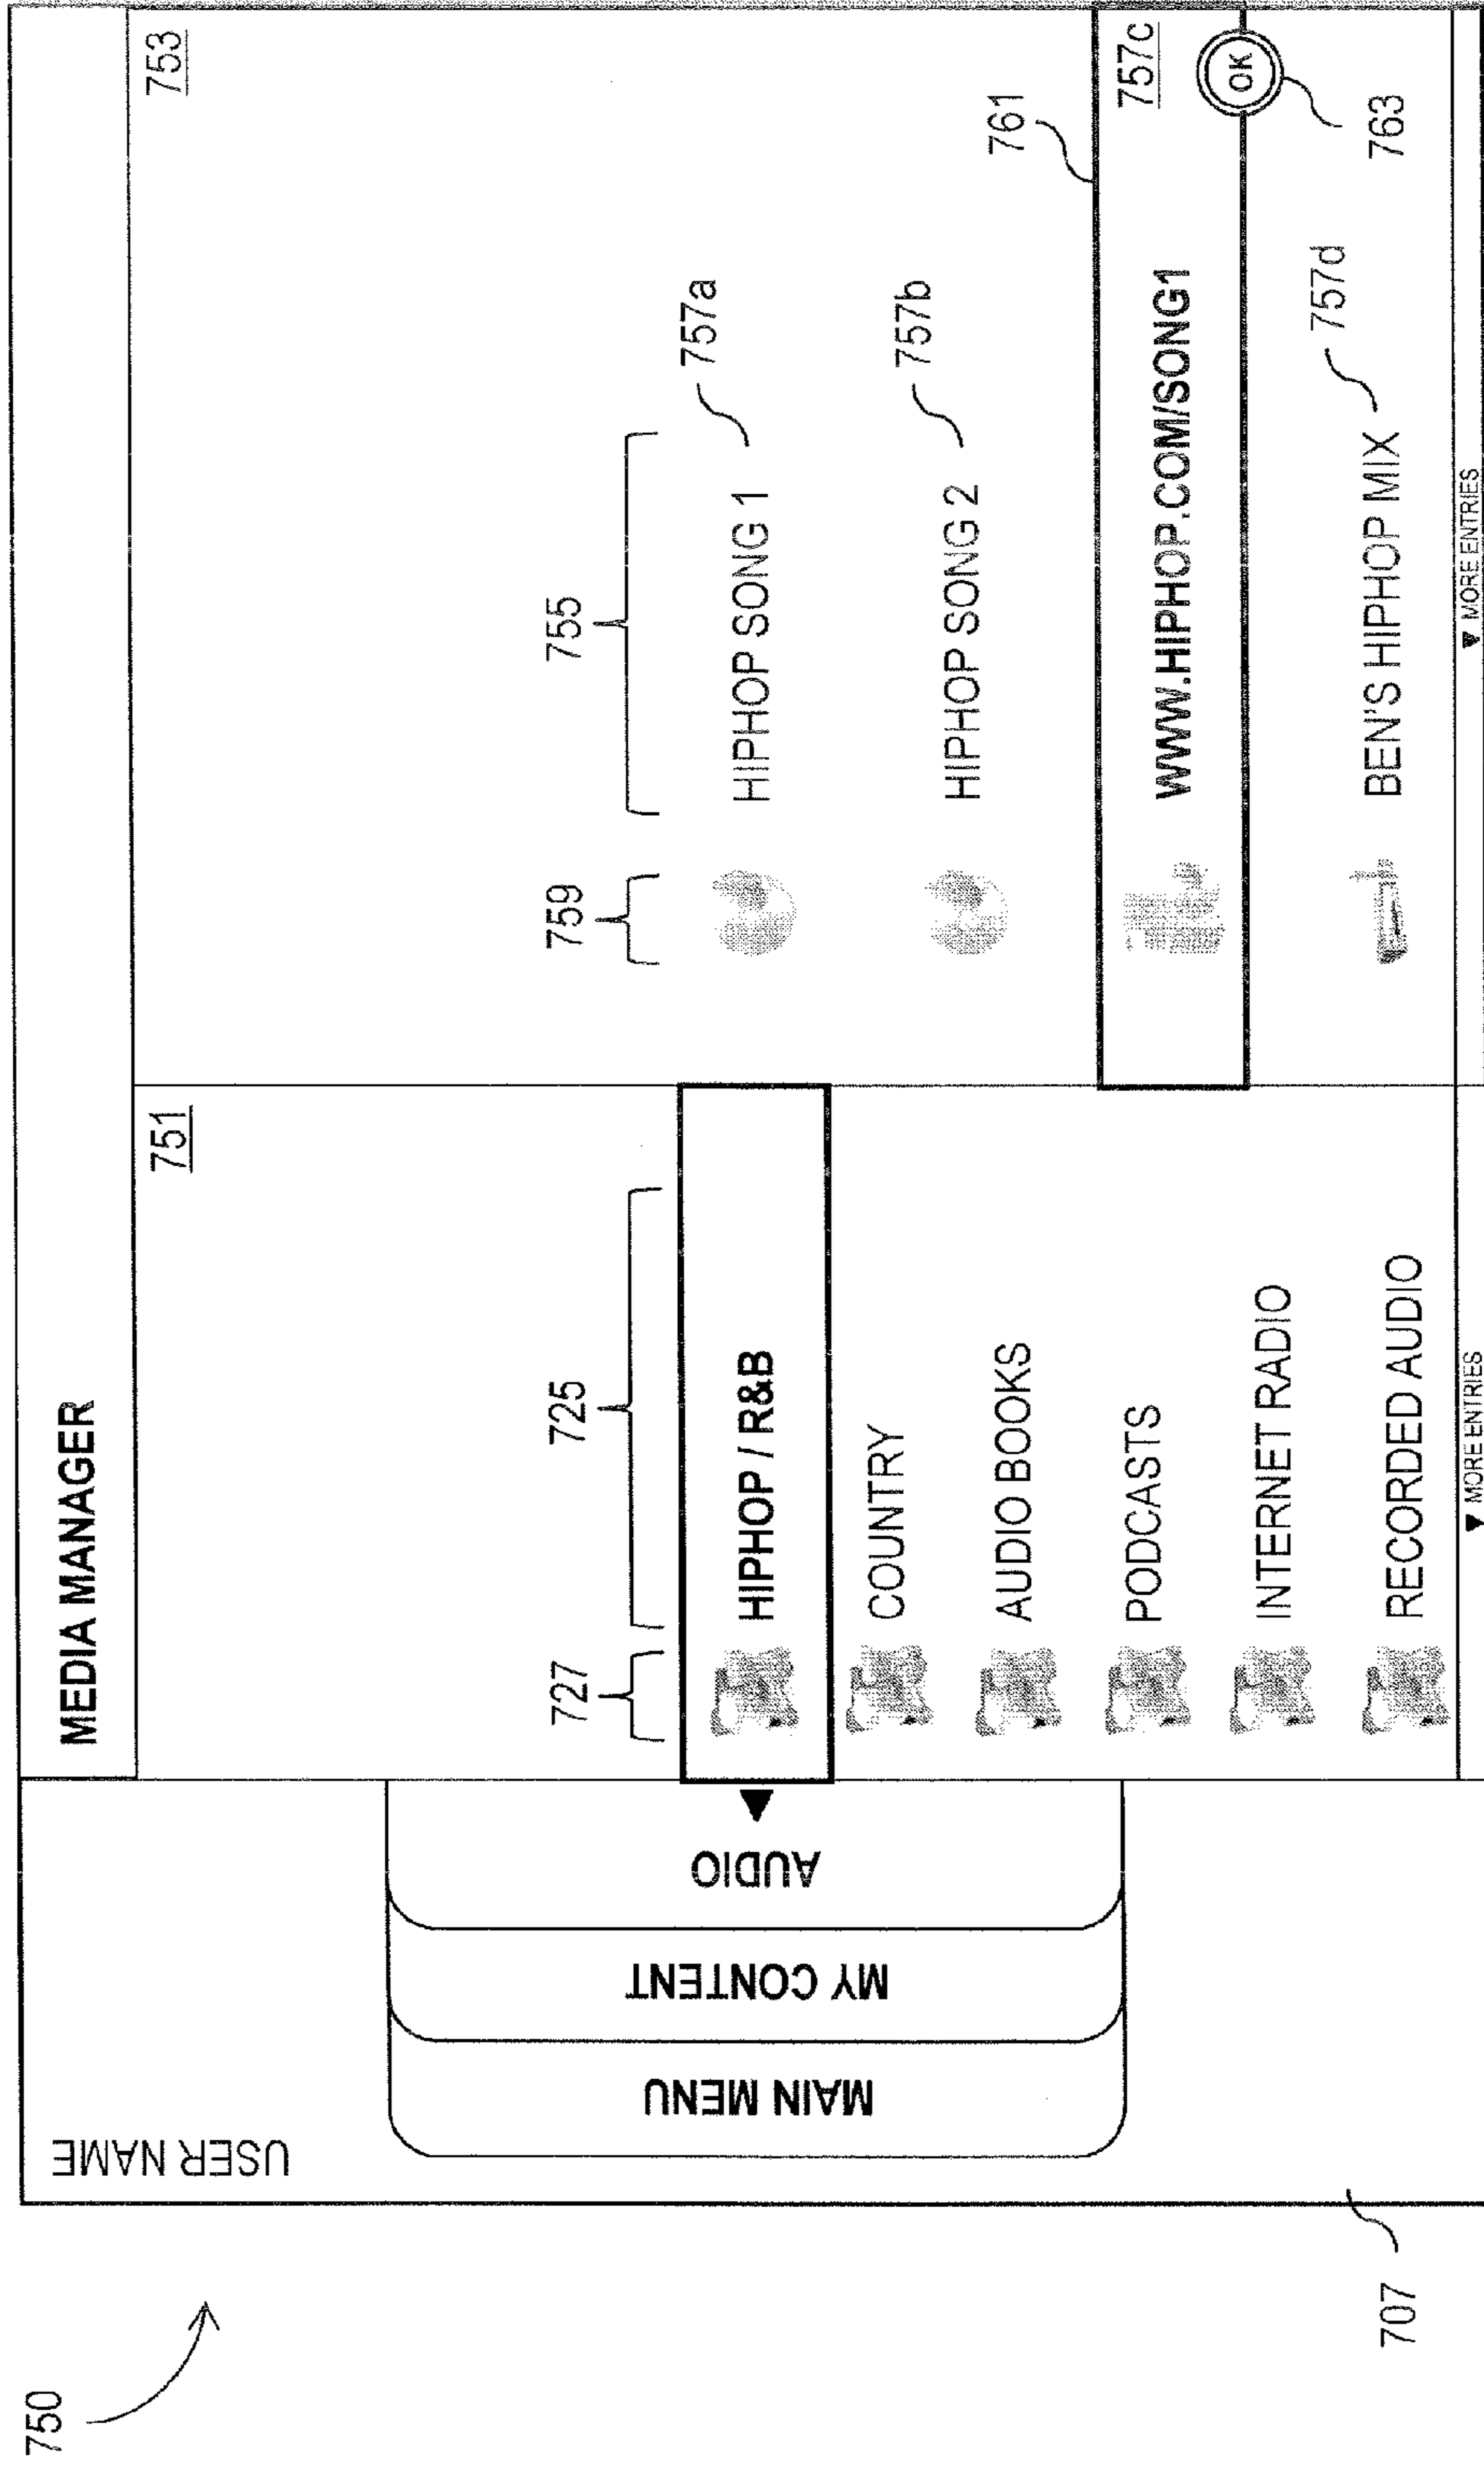 750
USER NAME
MEDIA MANAGER
MAIN MENU
MY CONTENT
AUDIO
751
727
725
HIPHOP / R&B
COUNTRY
AUDIO BOOKS
PODCASTS
INTERNET RADIO
RECORDED AUDIO
▼ MORE ENTRIES
753
759
755
HIPHOP SONG 1
757a
HIPHOP SONG 2
757b
761
WWW.HIPHOP.COM/SONG1
757c
OK
BEN'S HIPHOP MIX
757d
763
▼ MORE ENTRIES
707